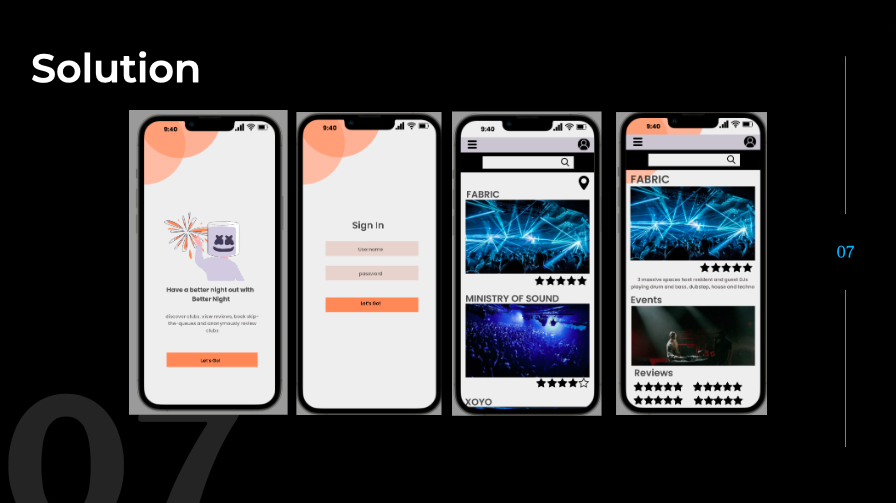 Solution
9:40
Have a better night out with
Better Night
discover clubs, view reviews, book skip-
the-queues and anonymously review
clubs
Let's Go!
9:40
Sign In
Username
password
Let's Go!
9:40
FABRIC
MINISTRY OF SOUND
XOYO
9:40
FABRIC
3 massive spaces host resident and guest DJs
playing drum and bass, dubstep, house and techno
Events
Reviews
07
07